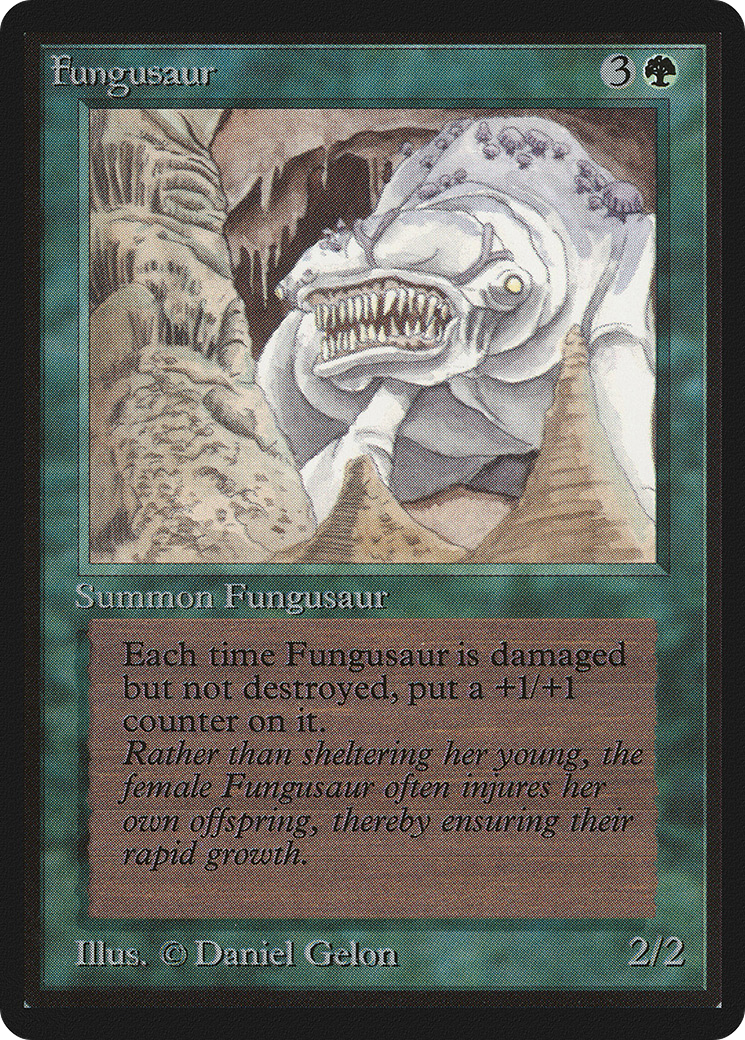 Fungusaur 3
Summon Fungusaur
Each time Fungusaur is damaged
but not destroyed, put a +1/+1
counter on it.
Rather than sheltering her young, the
female Fungusaur often injures her
own offspring, thereby ensuring their
rapid growth.
Illus. © Daniel Gelon 2/2